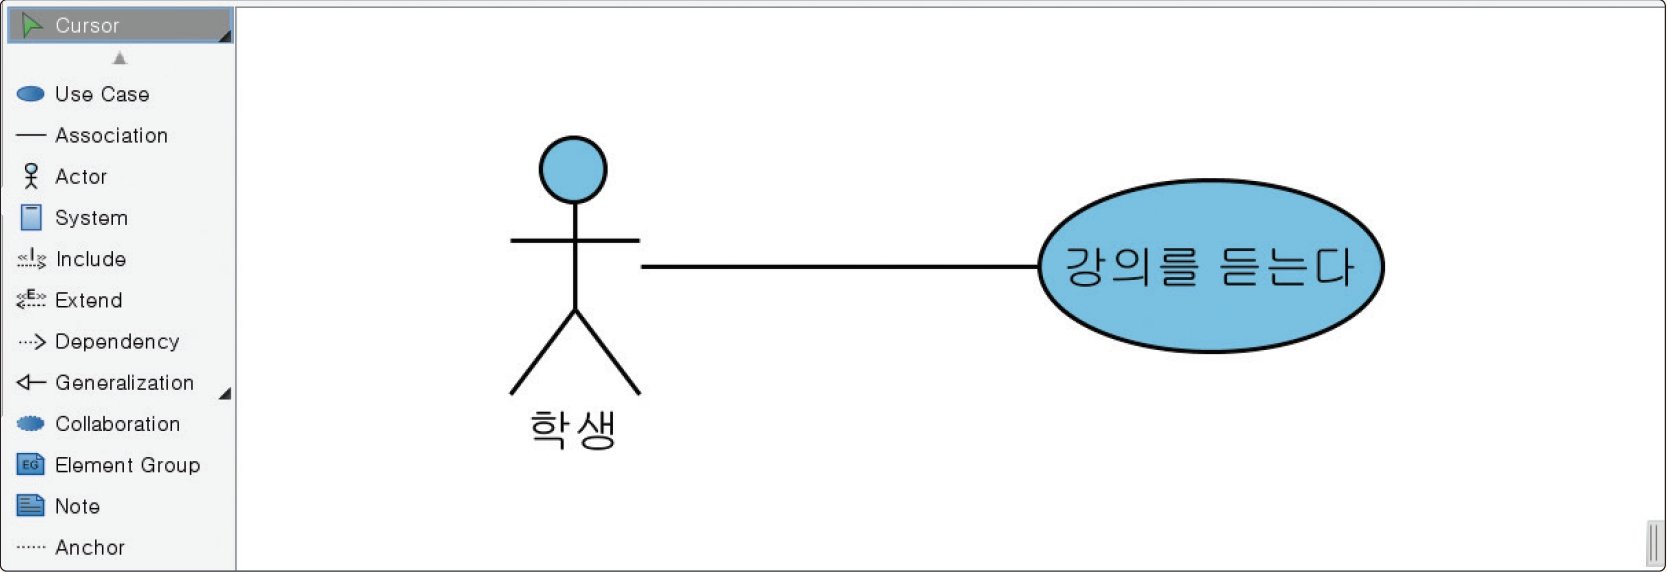 Cursor
Use Case
Association
Actor
System
«I» Include
«E» Extend
Dependency
Generalization
Collaboration
EG Element Group
Note
Anchor
학생
강의를 듣는다